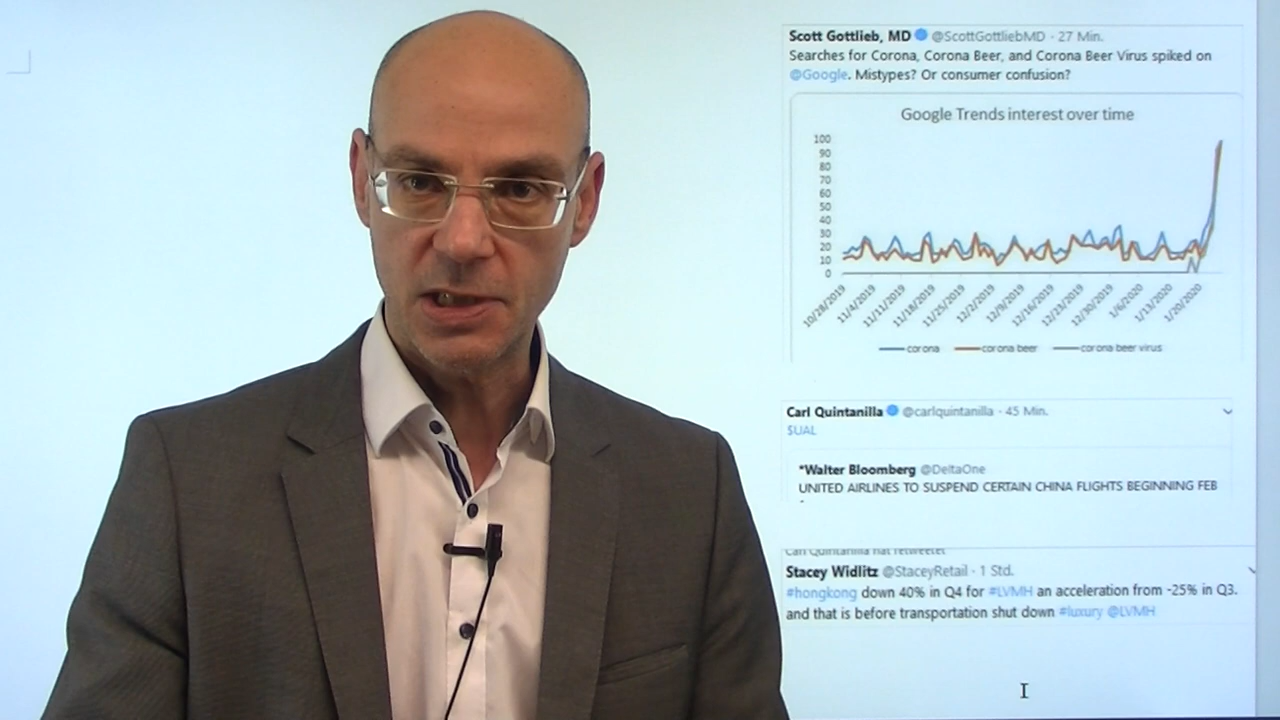 Scott Gottlieb, MD @ScottGottliebMD · 27 Min.
Searches for Corona, Corona Beer, and Corona Beer Virus spiked on
@Google. Mistypes? Or consumer confusion?
Google Trends interest over time
100
90
80
70
60
50
40
30
20
10
0
10/28/2019 11/4/2019 11/11/2019 11/18/2019 11/25/2019 12/2/2019 12/9/2019 12/16/2019 12/23/2019 12/30/2019 1/6/2020 1/13/2020 1/20/2020
corona corona beer corona beer virus
Carl Quintanilla @carlquintanilla · 45 Min.
$UAL
*Walter Bloomberg @DeltaOne
UNITED AIRLINES TO SUSPEND CERTAIN CHINA FLIGHTS BEGINNING FEB
Carl Quintanilla hat retweetet
Stacey Widlitz @StaceyRetail · 1 Std.
#hongkong down 40% in Q4 for #LVMH an acceleration from -25% in Q3.
and that is before transportation shut down #luxury @LVMH